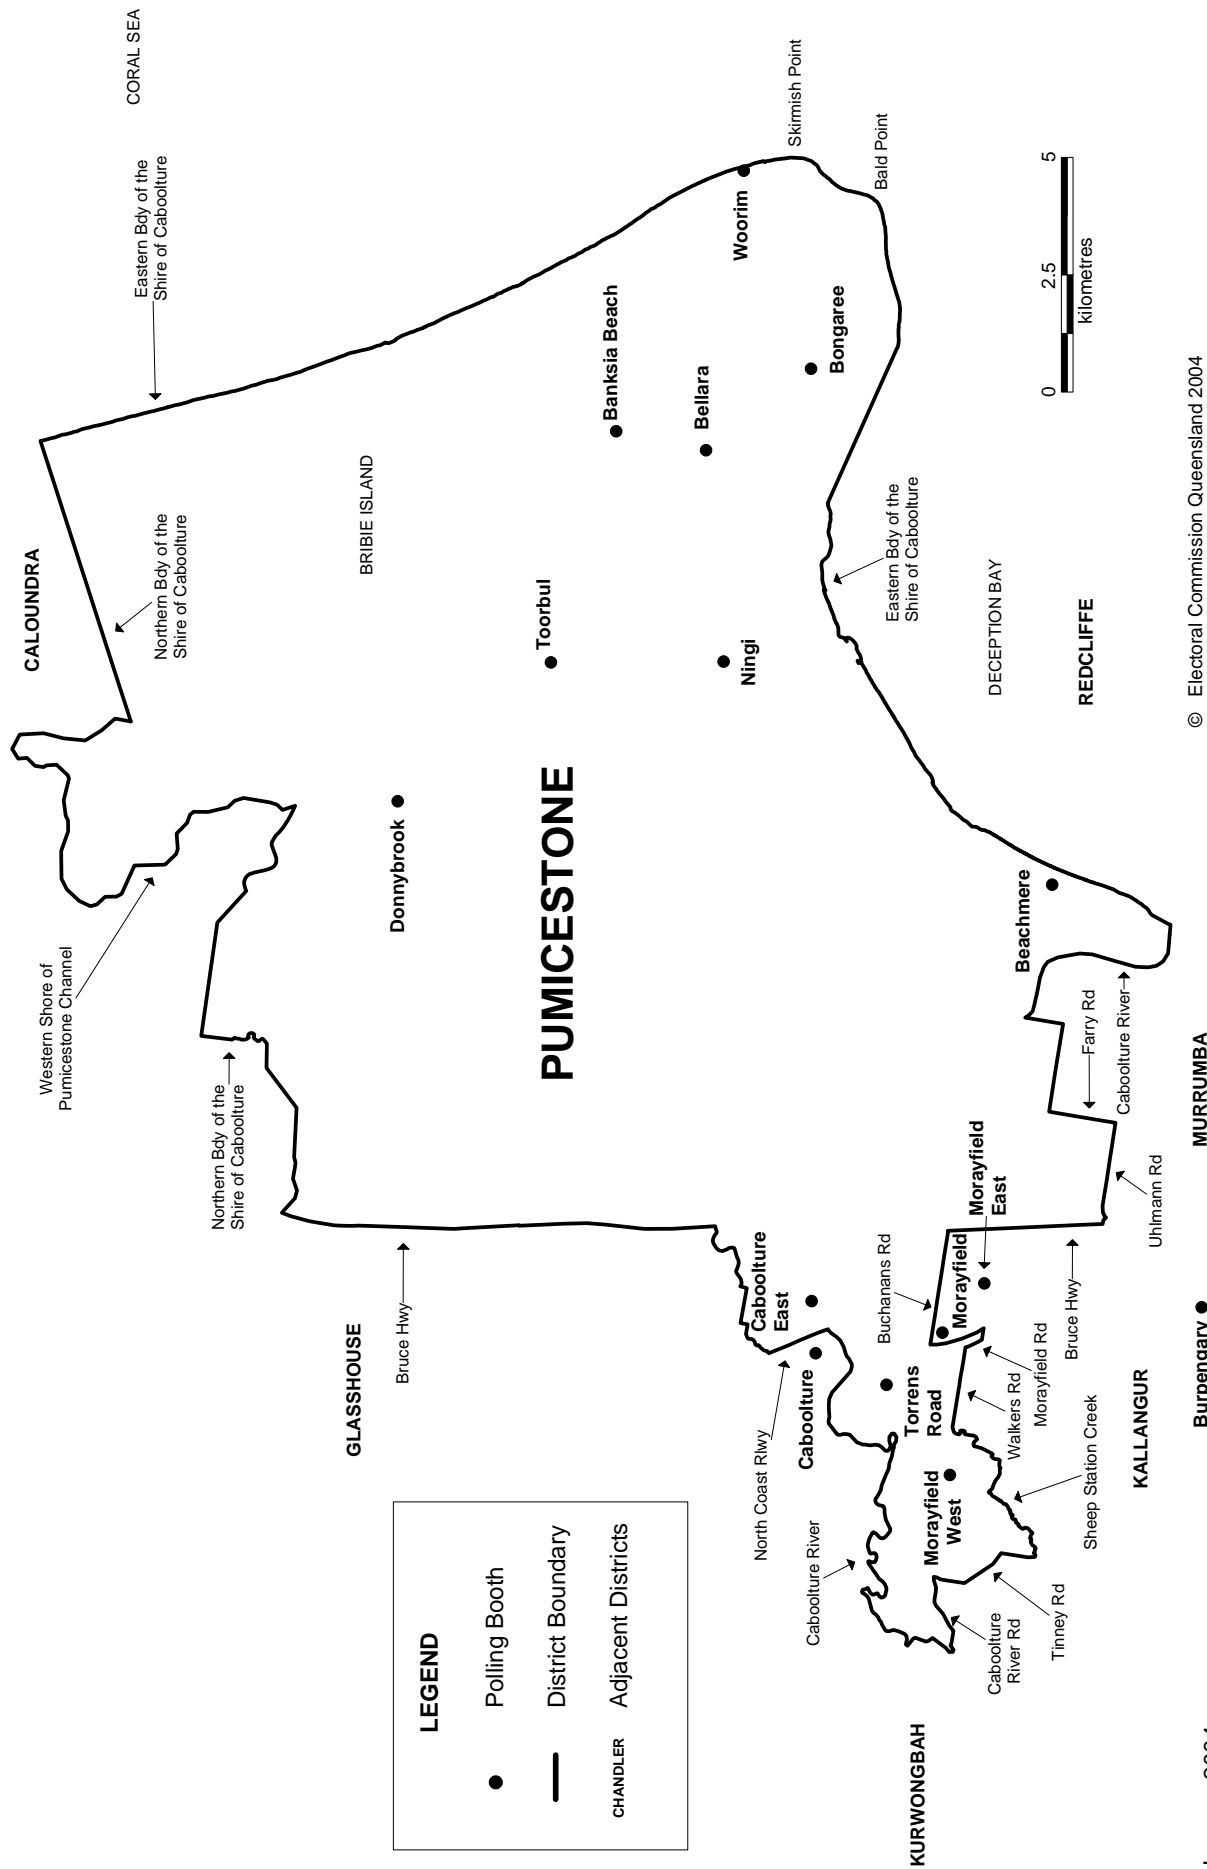 CALOUNDRA
Western Shore of
Pumicestone Channel
CORAL SEA
Eastern Bdy of the
Shire of Caboolture
Northern Bdy of the
Shire of Caboolture
Northern Bdy of the
Shire of Caboolture
GLASSHOUSE
BRIBIE ISLAND
Bruce Hwy
Donnybrook
LEGEND
Polling Booth
District Boundary
CHANDLER Adjacent Districts
PUMICESTONE
Toorbul
Banksia Beach
Bellara
Ningi
Woorim
Skirmish Point
Bald Point
Bongaree
North Coast Rlwy
Caboolture
East
Caboolture
Caboolture River
Buchanans Rd
Torrens
Road
Eastern Bdy of the
Shire of Caboolture
KURWONGBAH
Morayfield
West
Morayfield
Morayfield
East
DECEPTION BAY
Caboolture
River Rd
Walkers Rd
Morayfield Rd
Beachmere
0 2.5 5
kilometres
Tinney Rd
Bruce Hwy
Farry Rd
REDCLIFFE
Sheep Station Creek
Caboolture River
KALLANGUR
Uhlmann Rd
Burpengary
MURRUMBA
© Electoral Commission Queensland 2004